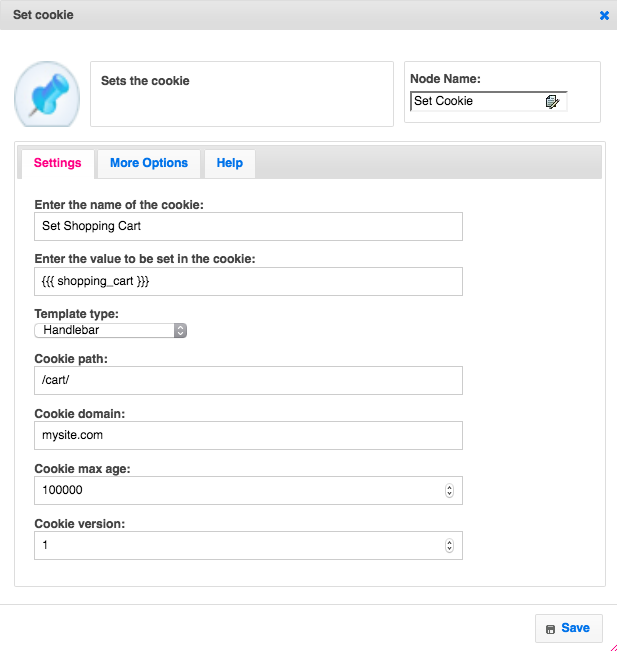 Set cookie
Sets the cookie
Node Name:
Set Cookie
Settings More Options Help
Enter the name of the cookie:
Set Shopping Cart
Enter the value to be set in the cookie:
{{{ shopping_cart }}}
Template type:
Handlebar
Cookie path:
/cart/
Cookie domain:
mysite.com
Cookie max age:
100000
Cookie version:
1
Save